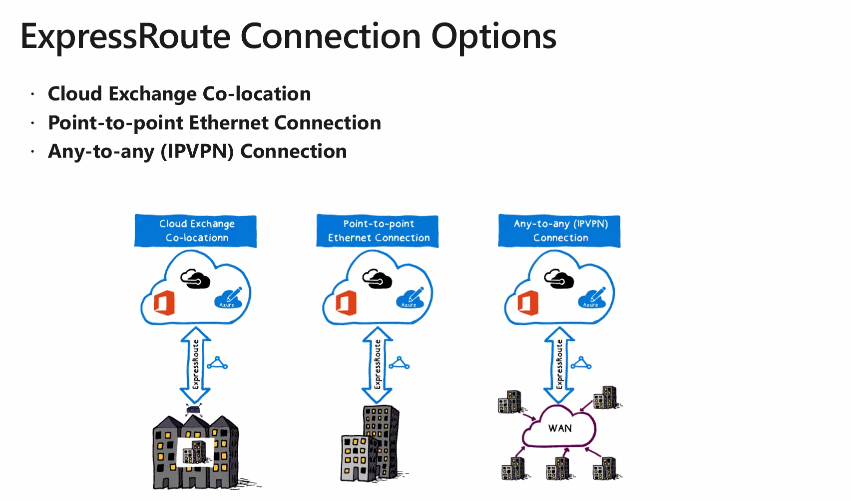 ExpressRoute Connection Options
· Cloud Exchange Co-location
· Point-to-point Ethernet Connection
· Any-to-any (IPVPN) Connection
Cloud Exchange
Co-locationn
Point-to-point
Ethernet Connection
Any-to-any (IPVPN)
Connection
Azure
Azure
Azure
ExpressRoute
ExpressRoute
ExpressRoute
WAN